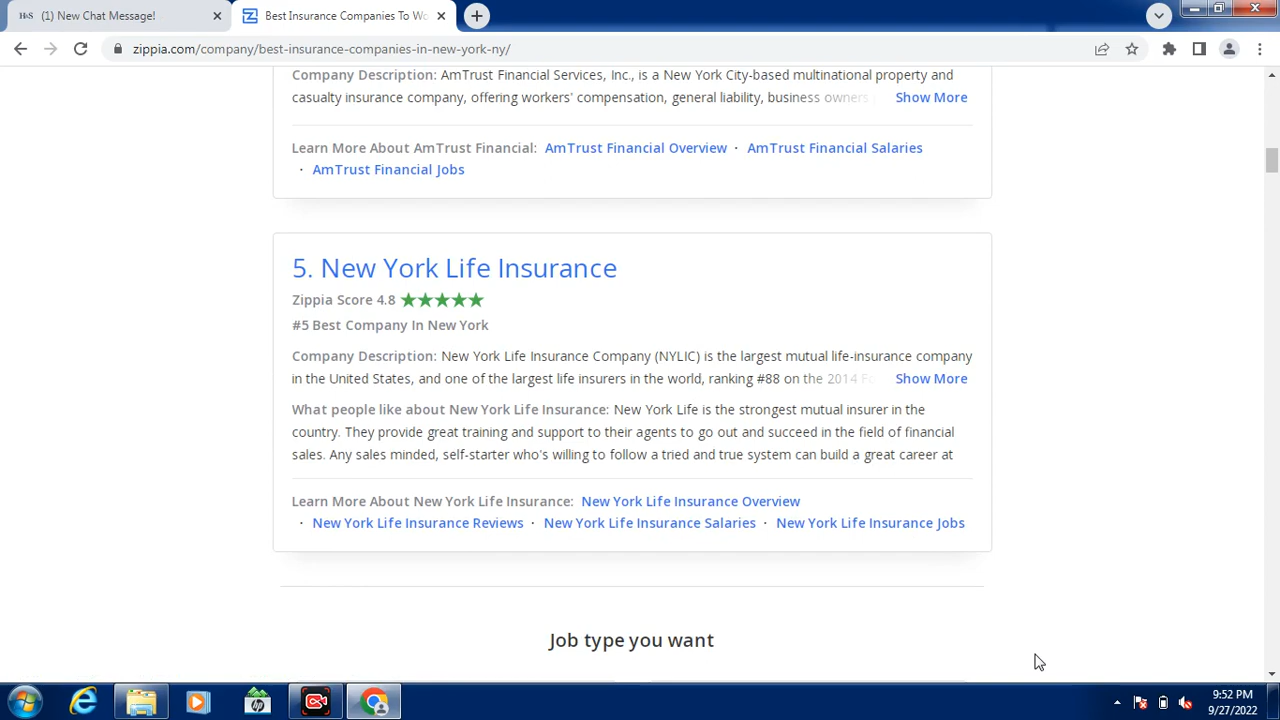 H&S (1) New Chat Message!
Best Insurance Companies To Wo
zippia.com/company/best-insurance-companies-in-new-york-ny/
Company Description: AmTrust Financial Services, Inc., is a New York City-based multinational property and
casualty insurance company, offering workers' compensation, general liability, business owners Show More
Learn More About AmTrust Financial: AmTrust Financial Overview · AmTrust Financial Salaries
· AmTrust Financial Jobs
5. New York Life Insurance
Zippia Score 4.8
#5 Best Company In New York
Company Description: New York Life Insurance Company (NYLIC) is the largest mutual life-insurance company
in the United States, and one of the largest life insurers in the world, ranking #88 on the 2014 Show More
What people like about New York Life Insurance: New York Life is the strongest mutual insurer in the
country. They provide great training and support to their agents to go out and succeed in the field of financial
sales. Any sales minded, self-starter who's willing to follow a tried and true system can build a great career at
Learn More About New York Life Insurance: New York Life Insurance Overview
· New York Life Insurance Reviews · New York Life Insurance Salaries · New York Life Insurance Jobs
Job type you want
9:52 PM
9/27/2022